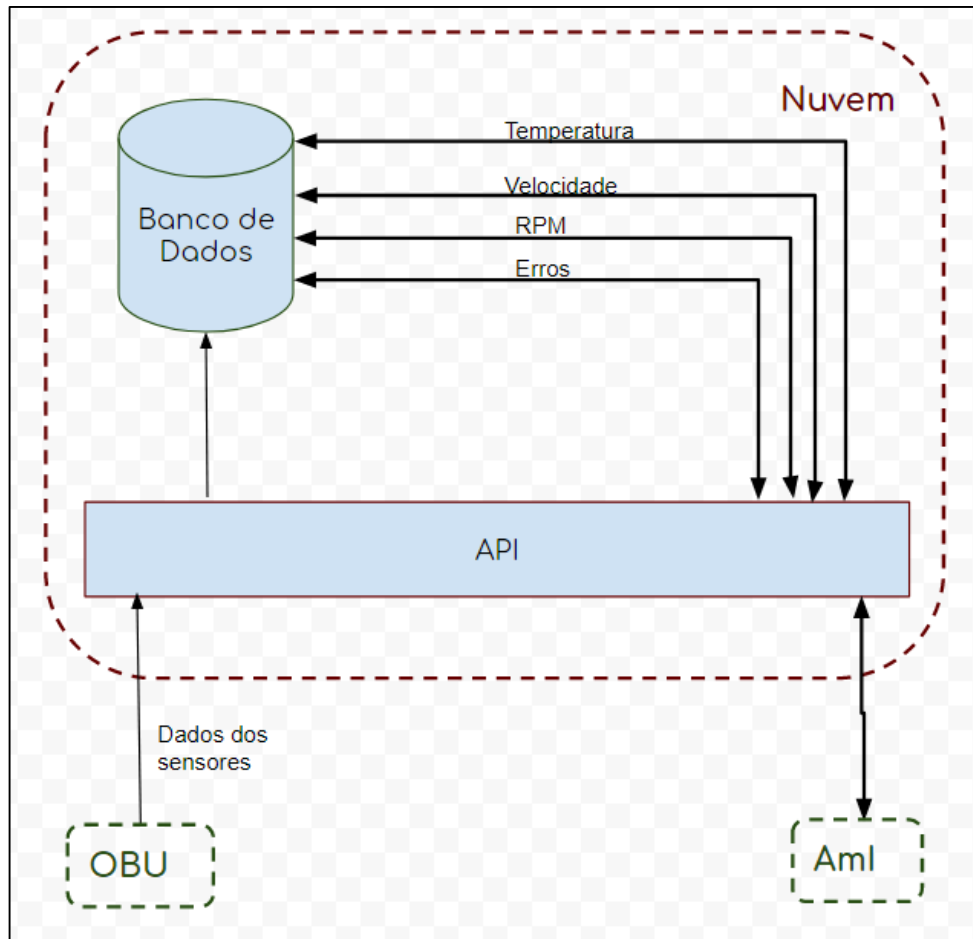 Nuvem
Temperatura
Velocidade
RPM
Erros
Banco de
Dados
API
Dados dos
sensores
OBU
AmI